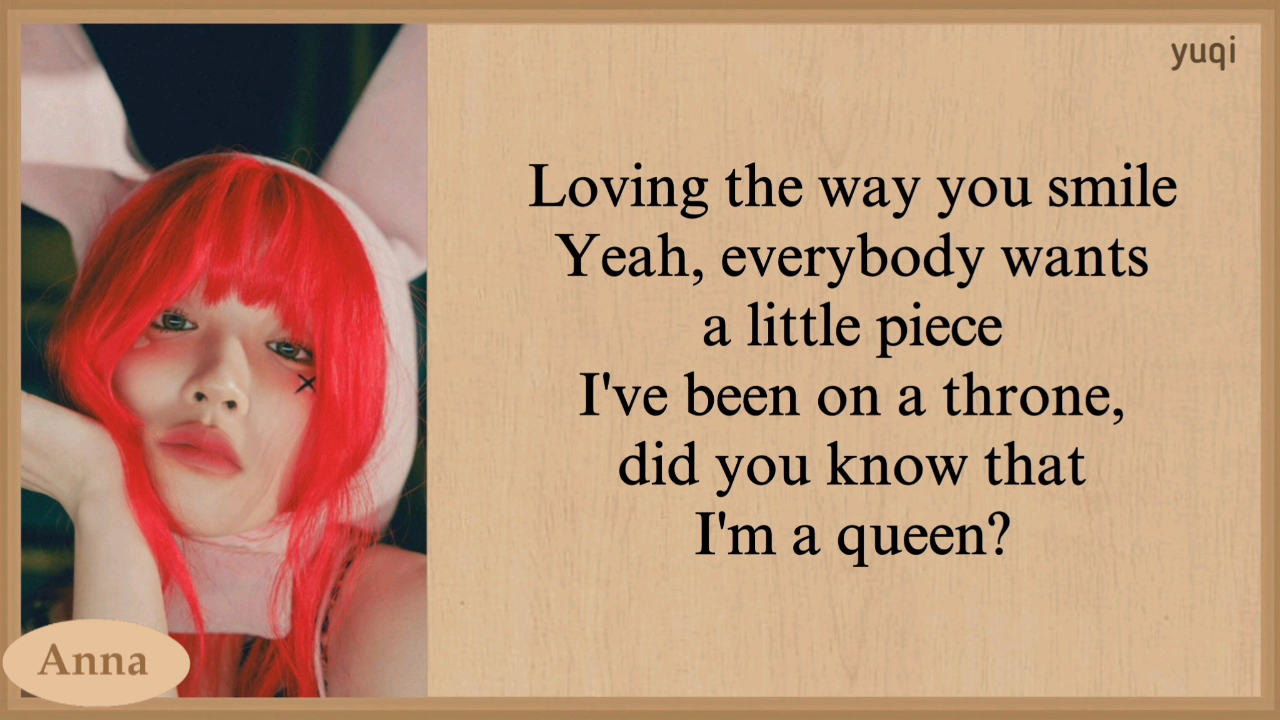 yuqi
Loving the way you smile
Yeah, everybody wants
a little piece
I've been on a throne,
did you know that
I'm a queen?
Anna